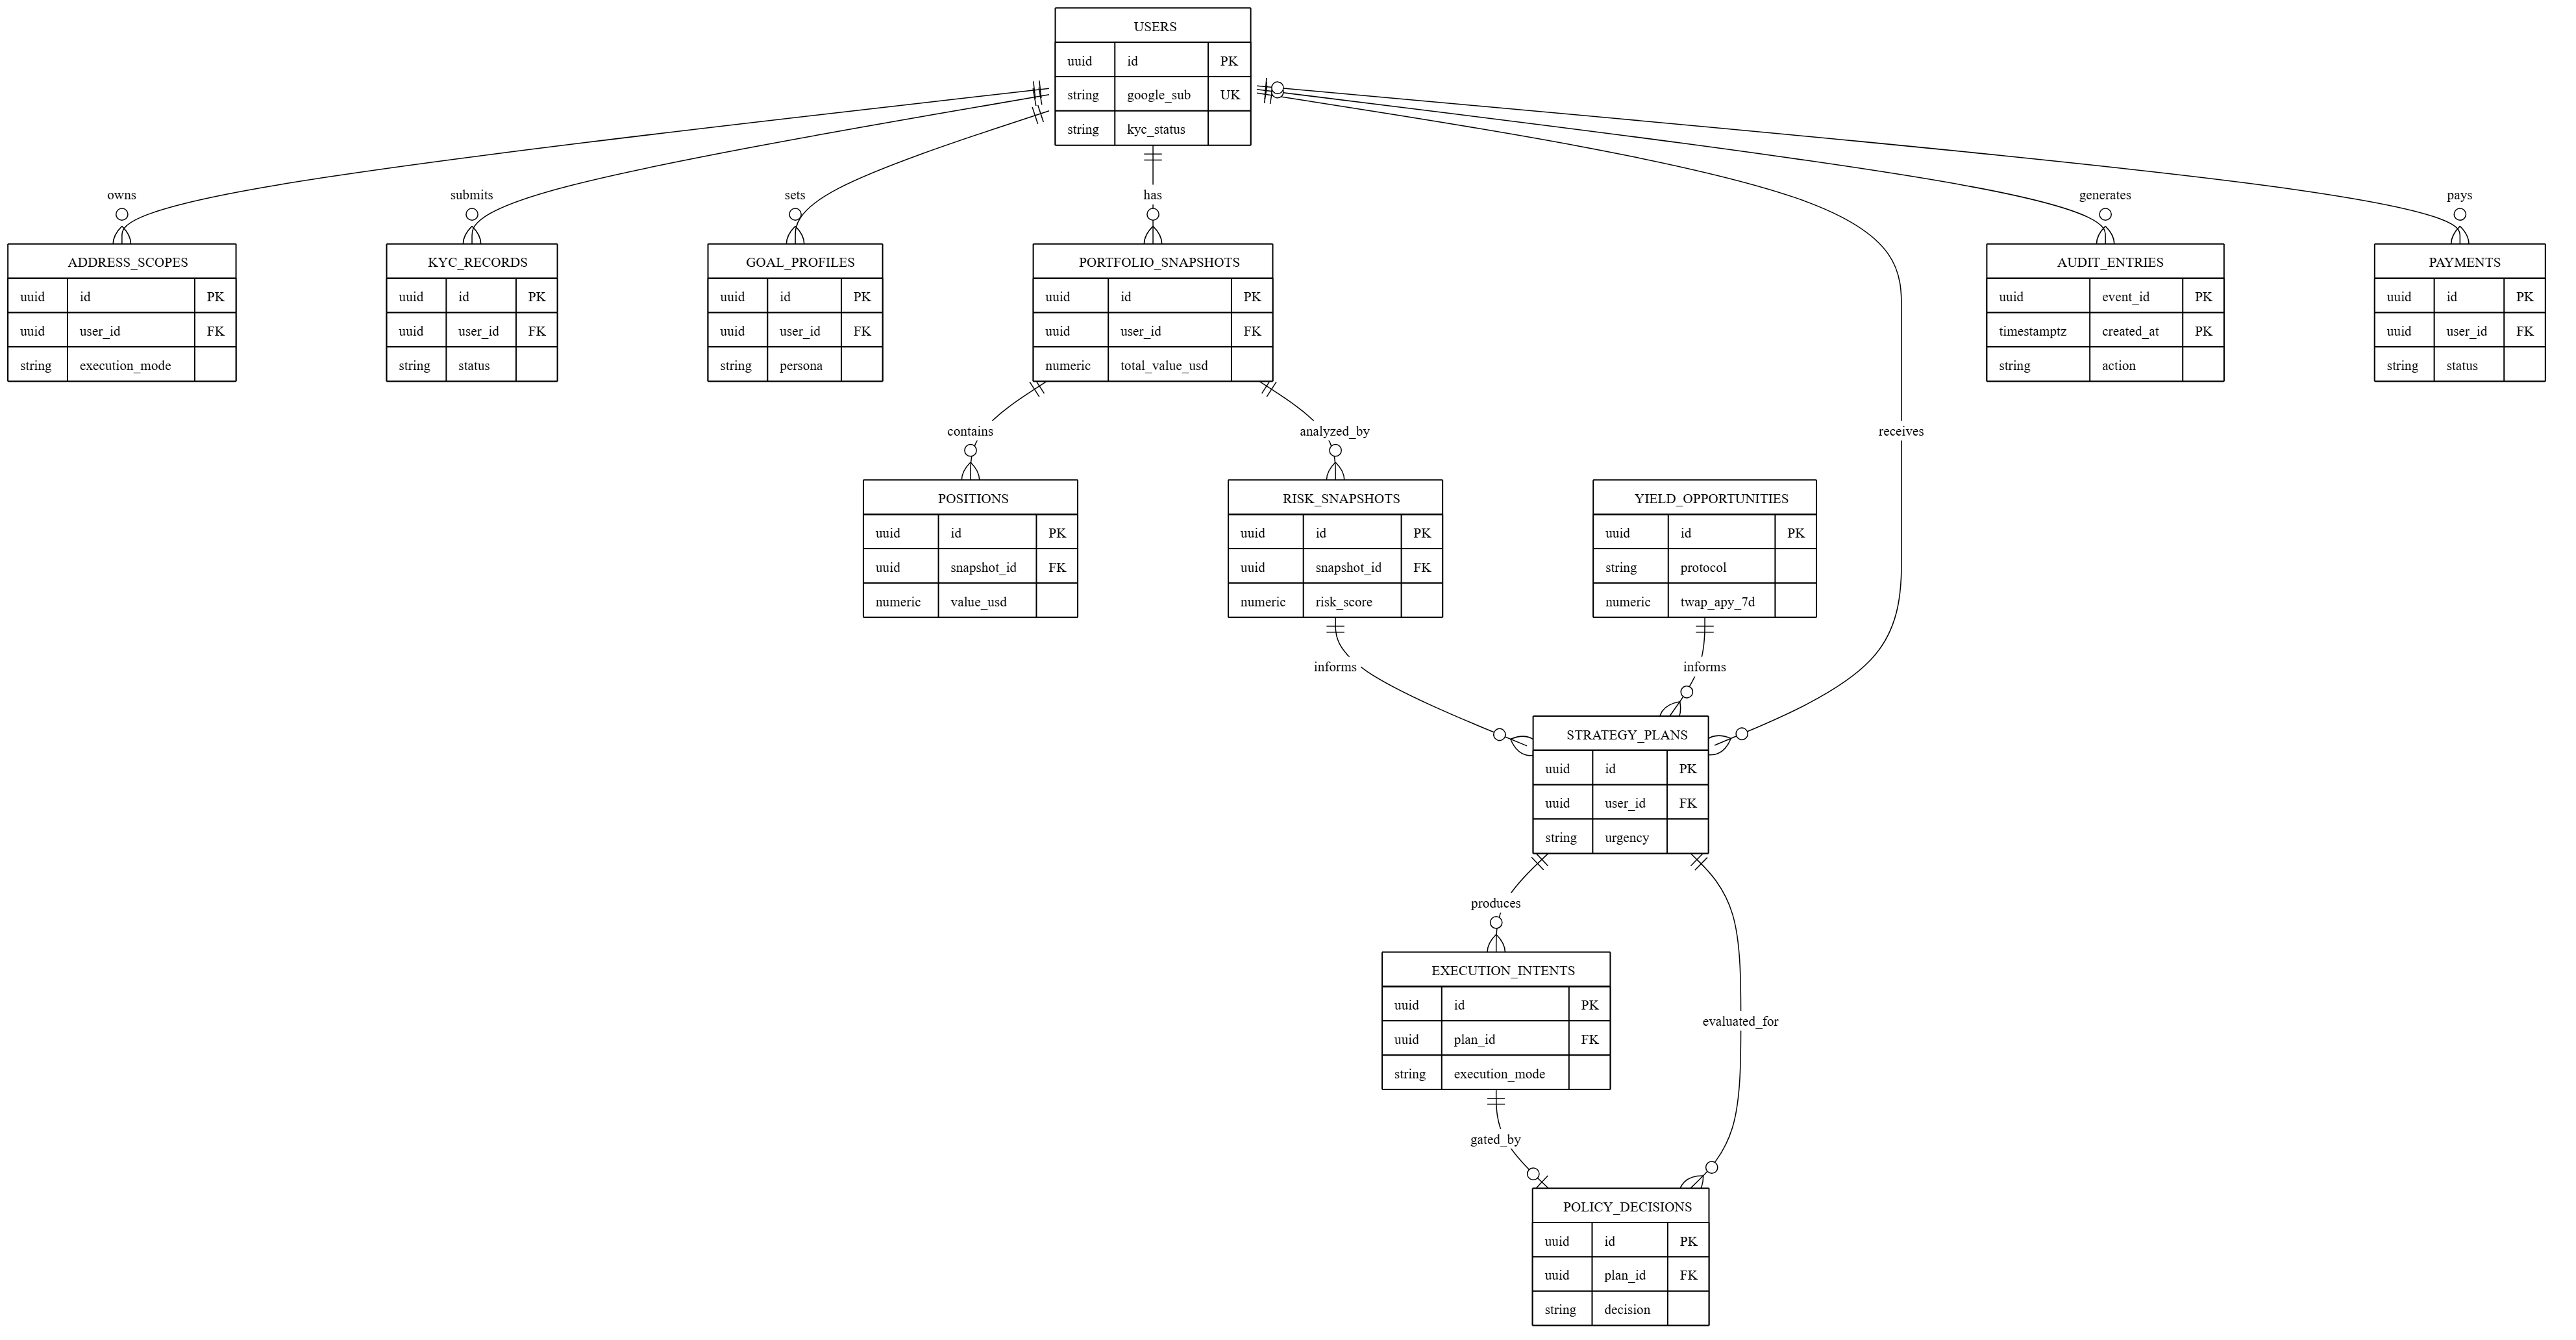 USERS
uuid id PK
string google_sub UK
string kyc_status
owns
submits
sets
has
generates
pays
ADDRESS_SCOPES
uuid id PK
uuid user_id FK
string execution_mode
KYC_RECORDS
uuid id PK
uuid user_id FK
string status
GOAL_PROFILES
uuid id PK
uuid user_id FK
string persona
PORTFOLIO_SNAPSHOTS
uuid id PK
uuid user_id FK
numeric total_value_usd
AUDIT_ENTRIES
uuid event_id PK
timestamptz created_at PK
string action
PAYMENTS
uuid id PK
uuid user_id FK
string status
contains
analyzed_by
receives
POSITIONS
uuid id PK
uuid snapshot_id FK
numeric value_usd
RISK_SNAPSHOTS
uuid id PK
uuid snapshot_id FK
numeric risk_score
YIELD_OPPORTUNITIES
uuid id PK
string protocol
numeric twap_apy_7d
informs
informs
STRATEGY_PLANS
uuid id PK
uuid user_id FK
string urgency
produces
EXECUTION_INTENTS
uuid id PK
uuid plan_id FK
string execution_mode
evaluated_for
gated_by
POLICY_DECISIONS
uuid id PK
uuid plan_id FK
string decision